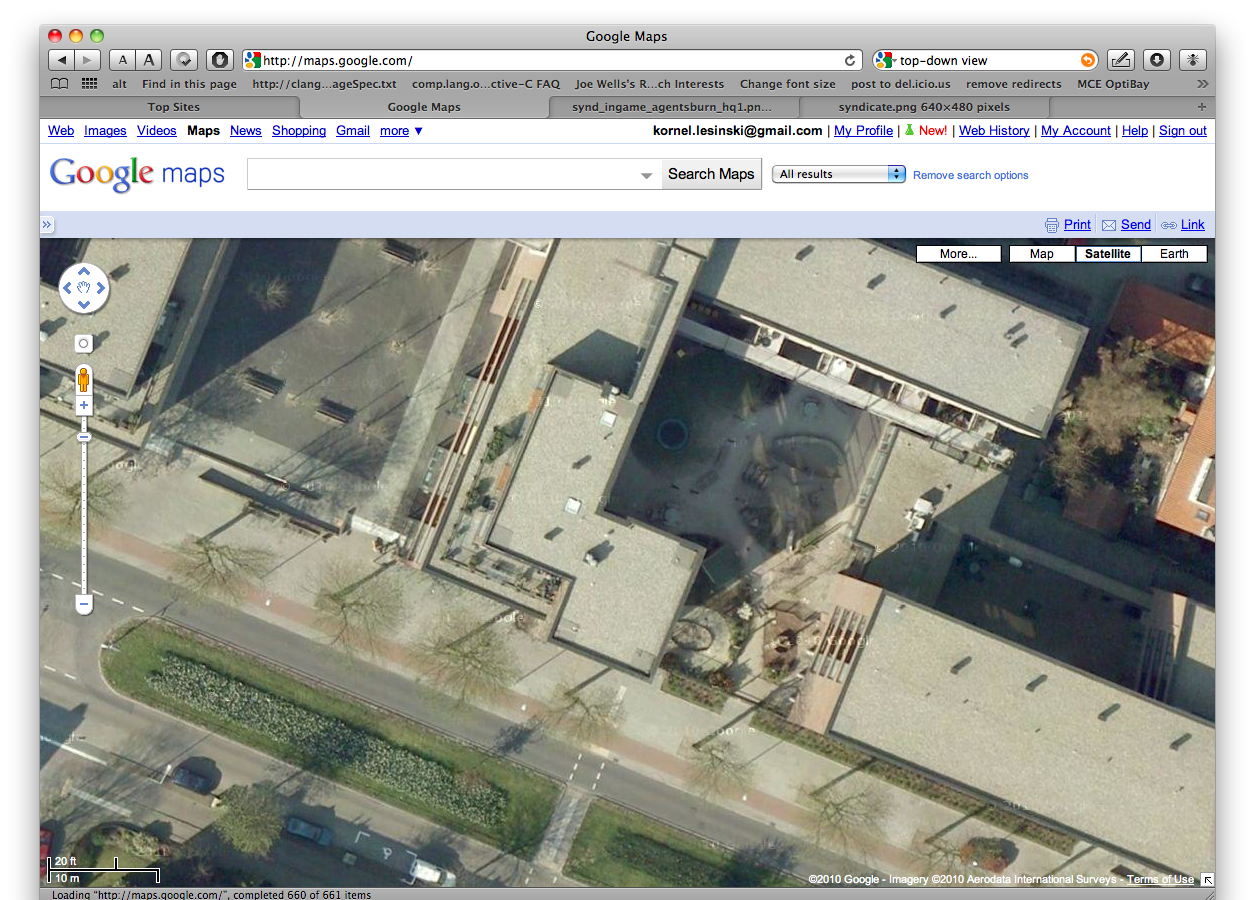 Google Maps
A A http://maps.google.com/ top-down view
alt Find in this page http://clang....ageSpec.txt comp.lang.o...ctive-C FAQ Joe Wells's R...ch Interests Change font size post to del.icio.us remove redirects MCE OptiBay »
Top Sites Google Maps synd_ingame_agentsburn_hq1.pn... syndicate.png 640×480 pixels +
Web Images Videos Maps News Shopping Gmail more ▼ kornel.lesinski@gmail.com | My Profile | New! | Web History | My Account | Help | Sign out
Google maps Search Maps All results Remove search options
» Print Send Link
More... Map Satellite Earth
20 ft
10 m
©2010 Google - Imagery ©2010 Aerodata International Surveys - Terms of Use
Loading “http://maps.google.com/”, completed 660 of 661 items